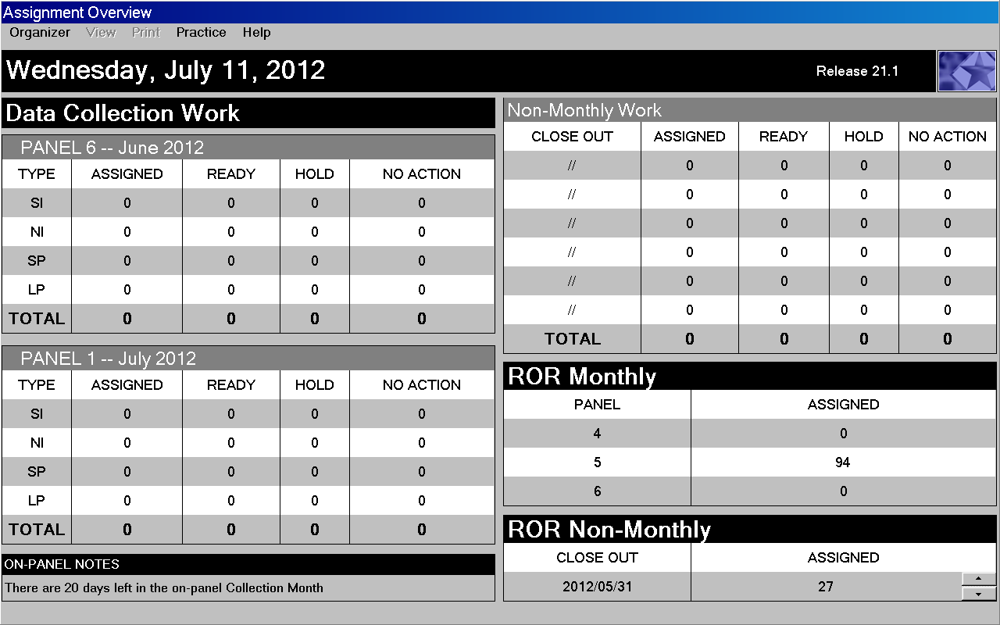 Assignment Overview
Organizer View Print Practice Help
Wednesday, July 11, 2012
Release 21.1
Data Collection Work
PANEL 6 -- June 2012
TYPE ASSIGNED READY HOLD NO ACTION
SI 0 0 0 0
NI 0 0 0 0
SP 0 0 0 0
LP 0 0 0 0
TOTAL 0 0 0 0
PANEL 1 -- July 2012
TYPE ASSIGNED READY HOLD NO ACTION
SI 0 0 0 0
NI 0 0 0 0
SP 0 0 0 0
LP 0 0 0 0
TOTAL 0 0 0 0
ON-PANEL NOTES
There are 20 days left in the on-panel Collection Month
Non-Monthly Work
CLOSE OUT ASSIGNED READY HOLD NO ACTION
// 0 0 0 0
// 0 0 0 0
// 0 0 0 0
// 0 0 0 0
// 0 0 0 0
// 0 0 0 0
TOTAL 0 0 0 0
ROR Monthly
PANEL ASSIGNED
4 0
5 94
6 0
ROR Non-Monthly
CLOSE OUT ASSIGNED
2012/05/31 27